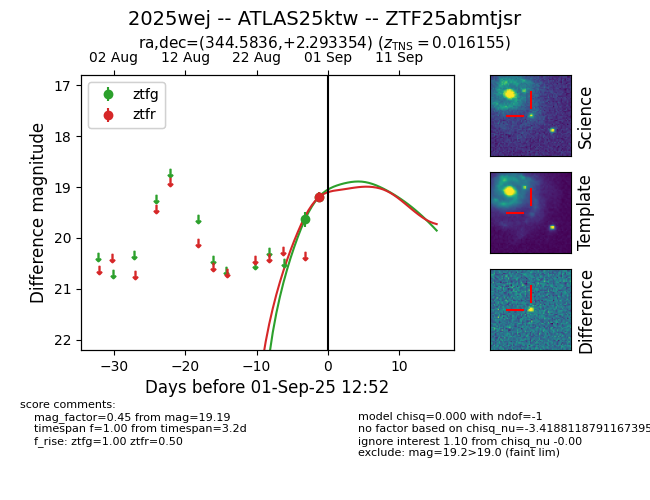 2025wej -- ATLAS25ktw -- ZTF25abmtjsr
ra,dec=(344.5836,+2.293354) (z_TNS = 0.016155)
02 Aug 12 Aug 22 Aug 01 Sep 11 Sep
ztfg
ztfr
17
18
19
20
21
22
Difference magnitude
−30 −20 −10 0 10
Days before 01-Sep-25 12:52
Science
Template
Difference
score comments:
mag_factor=0.45 from mag=19.19
timespan f=1.00 from timespan=3.2d
f_rise: ztfg=1.00 ztfr=0.50
model chisq=0.000 with ndof=-1
no factor based on chisq_nu=-3.4188118791167395
ignore interest 1.10 from chisq_nu -0.00
exclude: mag=19.2>19.0 (faint lim)